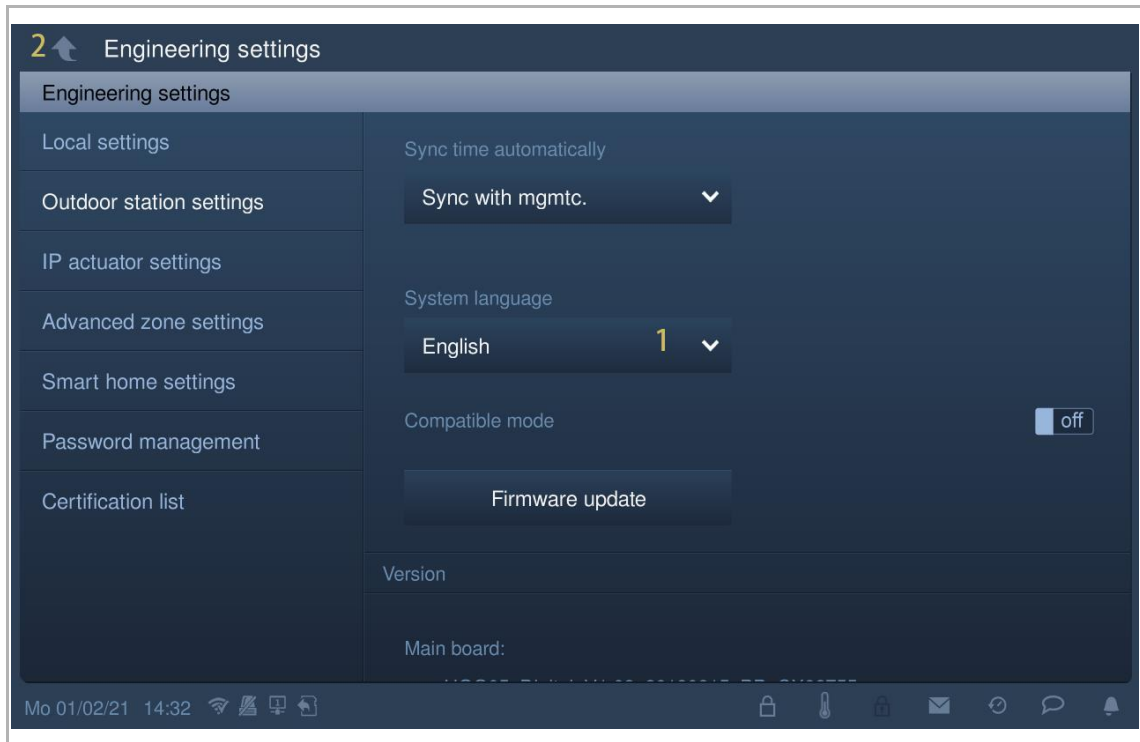 2 Engineering settings
Engineering settings
Local settings
Outdoor station settings
IP actuator settings
Advanced zone settings
Smart home settings
Password management
Certification list
Sync time automatically
Sync with mgmtc.
System language
English 1
Compatible mode
off
Firmware update
Version
Main board:
Mo 01/02/21 14:32